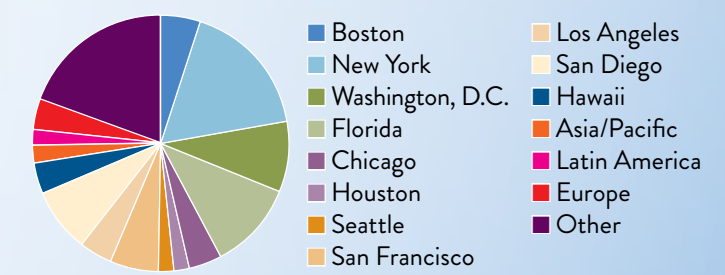 Boston
New York
Washington, D.C.
Florida
Chicago
Houston
Seattle
San Francisco
Los Angeles
San Diego
Hawaii
Asia/Pacific
Latin America
Europe
Other